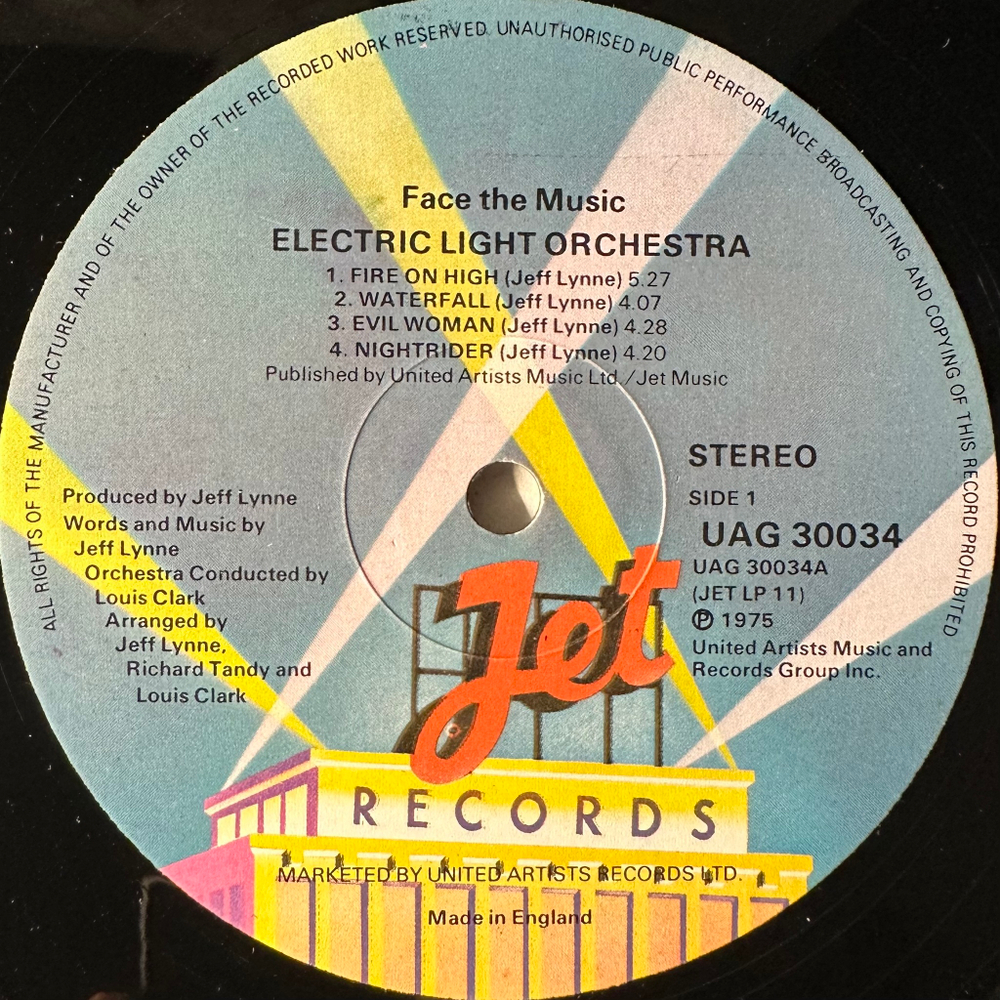 ALL RIGHTS OF THE MANUFACTURER AND OF THE OWNER OF THE RECORDED WORK RESERVED. UNAUTHORISED PUBLIC PERFORMANCE BROADCASTING AND COPYING OF THIS RECORD PROHIBITED
Face the Music
ELECTRIC LIGHT ORCHESTRA
1. FIRE ON HIGH (Jeff Lynne) 5.27
2. WATERFALL (Jeff Lynne) 4.07
3. EVIL WOMAN (Jeff Lynne) 4.28
4. NIGHTRIDER (Jeff Lynne) 4.20
Published by United Artists Music Ltd./Jet Music
Produced by Jeff Lynne
Words and Music by
Jeff Lynne
Orchestra Conducted by
Louis Clark
Arranged by
Jeff Lynne,
Richard Tandy and
Louis Clark
STEREO
SIDE 1
UAG 30034
UAG 30034A
(JET LP 11)
℗ 1975
United Artists Music and
Records Group Inc.
Jet
RECORDS
MARKETED BY UNITED ARTISTS RECORDS LTD.
Made in England